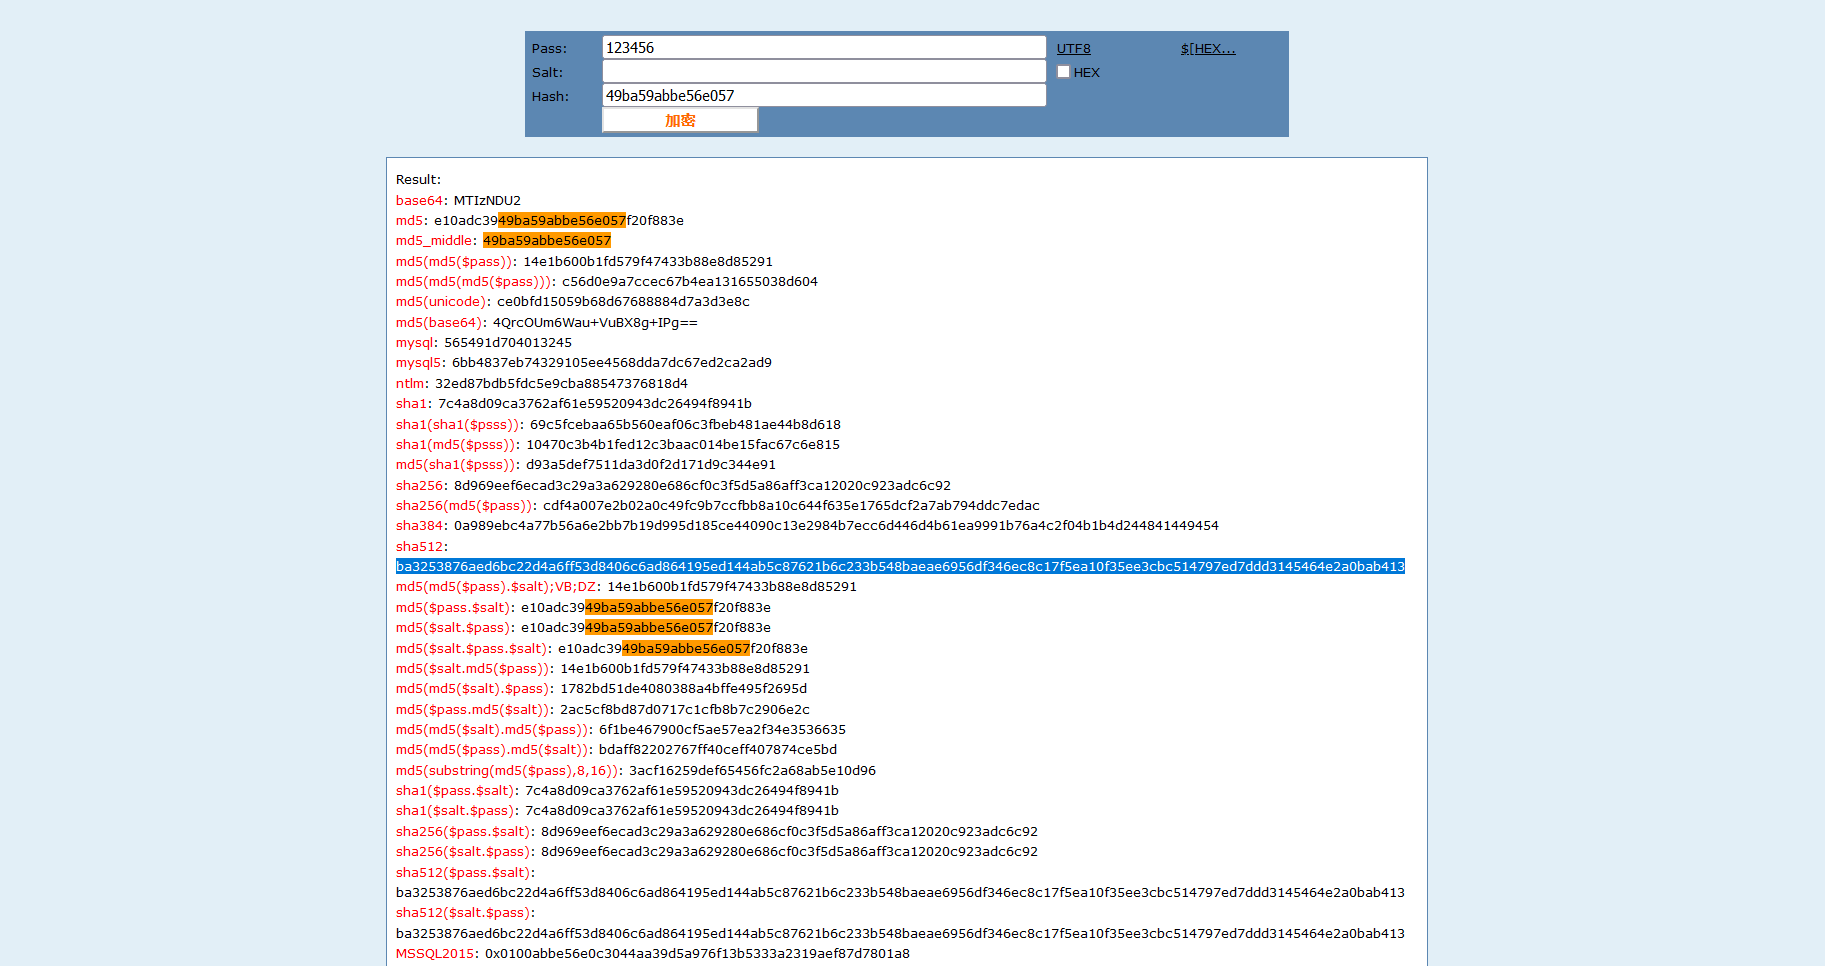 Pass: 123456 UTF8 $[HEX...
Salt: HEX
Hash: 49ba59abbe56e057
加密
Result:
base64: MTIzNDU2
md5: e10adc3949ba59abbe56e057f20f883e
md5_middle: 49ba59abbe56e057
md5(md5($pass)): 14e1b600b1fd579f47433b88e8d85291
md5(md5(md5($pass))): c56d0e9a7ccec67b4ea131655038d604
md5(unicode): ce0bfd15059b68d67688884d7a3d3e8c
md5(base64): 4QrcOUm6Wau+VuBX8g+IPg==
mysql: 565491d704013245
mysql5: 6bb4837eb74329105ee4568dda7dc67ed2ca2ad9
ntlm: 32ed87bdb5fdc5e9cba88547376818d4
sha1: 7c4a8d09ca3762af61e59520943dc26494f8941b
sha1(sha1($psss)): 69c5fcebaa65b560eaf06c3fbeb481ae44b8d618
sha1(md5($psss)): 10470c3b4b1fed12c3baac014be15fac67c6e815
md5(sha1($psss)): d93a5def7511da3d0f2d171d9c344e91
sha256: 8d969eef6ecad3c29a3a629280e686cf0c3f5d5a86aff3ca12020c923adc6c92
sha256(md5($pass)): cdf4a007e2b02a0c49fc9b7ccfbb8a10c644f635e1765dcf2a7ab794ddc7edac
sha384: 0a989ebc4a77b56a6e2bb7b19d995d185ce44090c13e2984b7ecc6d446d4b61ea9991b76a4c2f04b1b4d244841449454
sha512:
ba3253876aed6bc22d4a6ff53d8406c6ad864195ed144ab5c87621b6c233b548baeae6956df346ec8c17f5ea10f35ee3cbc514797ed7ddd3145464e2a0bab413
md5(md5($pass).$salt);VB;DZ: 14e1b600b1fd579f47433b88e8d85291
md5($pass.$salt): e10adc3949ba59abbe56e057f20f883e
md5($salt.$pass): e10adc3949ba59abbe56e057f20f883e
md5($salt.$pass.$salt): e10adc3949ba59abbe56e057f20f883e
md5($salt.md5($pass)): 14e1b600b1fd579f47433b88e8d85291
md5(md5($salt).$pass): 1782bd51de4080388a4bffe495f2695d
md5($pass.md5($salt)): 2ac5cf8bd87d0717c1cfb8b7c2906e2c
md5(md5($salt).md5($pass)): 6f1be467900cf5ae57ea2f34e3536635
md5(md5($pass).md5($salt)): bdaff82202767ff40ceff407874ce5bd
md5(substring(md5($pass),8,16)): 3acf16259def65456fc2a68ab5e10d96
sha1($pass.$salt): 7c4a8d09ca3762af61e59520943dc26494f8941b
sha1($salt.$pass): 7c4a8d09ca3762af61e59520943dc26494f8941b
sha256($pass.$salt): 8d969eef6ecad3c29a3a629280e686cf0c3f5d5a86aff3ca12020c923adc6c92
sha256($salt.$pass): 8d969eef6ecad3c29a3a629280e686cf0c3f5d5a86aff3ca12020c923adc6c92
sha512($pass.$salt):
ba3253876aed6bc22d4a6ff53d8406c6ad864195ed144ab5c87621b6c233b548baeae6956df346ec8c17f5ea10f35ee3cbc514797ed7ddd3145464e2a0bab413
sha512($salt.$pass):
ba3253876aed6bc22d4a6ff53d8406c6ad864195ed144ab5c87621b6c233b548baeae6956df346ec8c17f5ea10f35ee3cbc514797ed7ddd3145464e2a0bab413
MSSQL2015: 0x0100abbe56e0c3044aa39d5a976f13b5333a2319aef87d7801a8